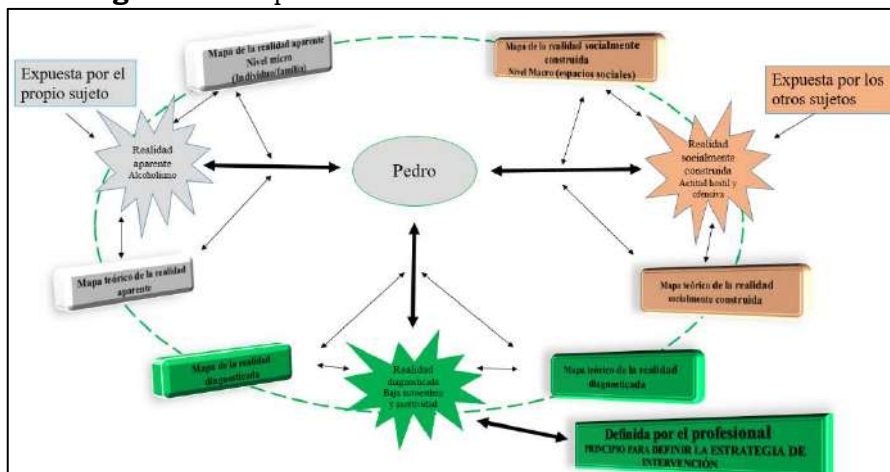 Mapa de la realidad aparente
Nivel micro
(Individuo/familia)
Mapa de la realidad socialmente
construida
Nivel Macro (espacios sociales)
Expuesta por el
propio sujeto
Expuesta por los
otros sujetos
Realidad
aparente
Alcoholismo
Pedro
Realidad
socialmente
construida
Actitud hostil y
ofensiva
Mapa teórico de la realidad
aparente
Mapa teórico de la realidad
socialmente construida
Mapa de la realidad
diagnosticada
Realidad
diagnosticada
Baja autoestima
y asertividad
Mapa teórico de la realidad
diagnosticada
Definida por el profesional
PRINCIPIO PARA DEFINIR LA ESTRATEGIA DE
INTERVENCIÓN